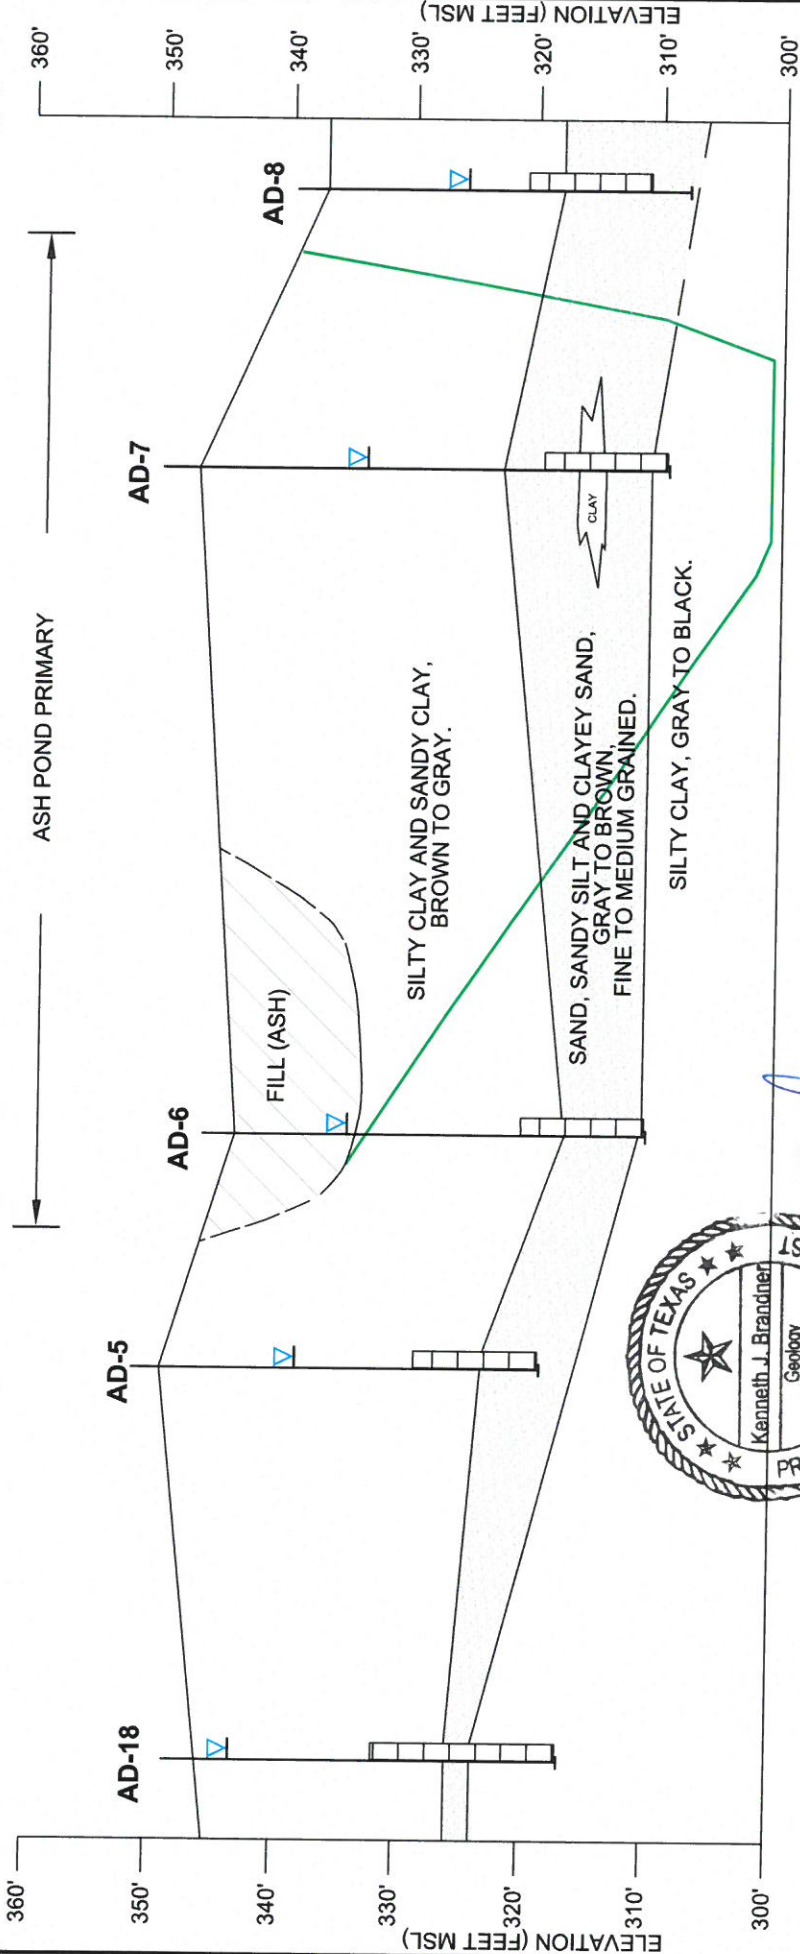 ASH POND PRIMARY
AD-18
AD-5
AD-6
AD-7
AD-8
360'
350'
340'
330'
320'
310'
300'
ELEVATION (FEET MSL)
FILL (ASH)
SILTY CLAY AND SANDY CLAY,
BROWN TO GRAY.
SAND, SANDY SILT AND CLAYEY SAND,
GRAY TO BROWN,
FINE TO MEDIUM GRAINED.
CLAY
SILTY CLAY, GRAY TO BLACK.
360'
350'
340'
330'
320'
310'
300'
ELEVATION (FEET MSL)
STATE OF TEXAS
Kenneth J. Brandner
Geology